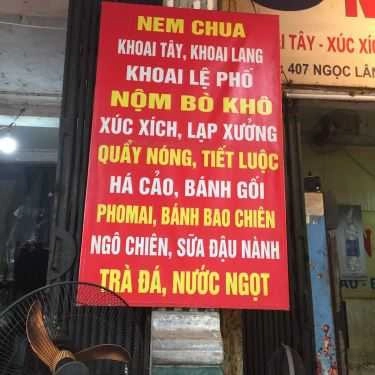 NEM CHUA
KHOAI TÂY, KHOAI LANG
KHOAI LỆ PHỐ
NỘM BÒ KHÔ
XÚC XÍCH, LẠP XƯỞNG
QUẨY NÓNG, TIẾT LUỘC
HÁ CẢO, BÁNH GỐI
PHOMAI, BÁNH BAO CHIÊN
NGÔ CHIÊN, SỮA ĐẬU NÀNH
TRÀ ĐÁ, NƯỚC NGỌT
TÂY - XÚC XÍC
407 NGỌC LÂ